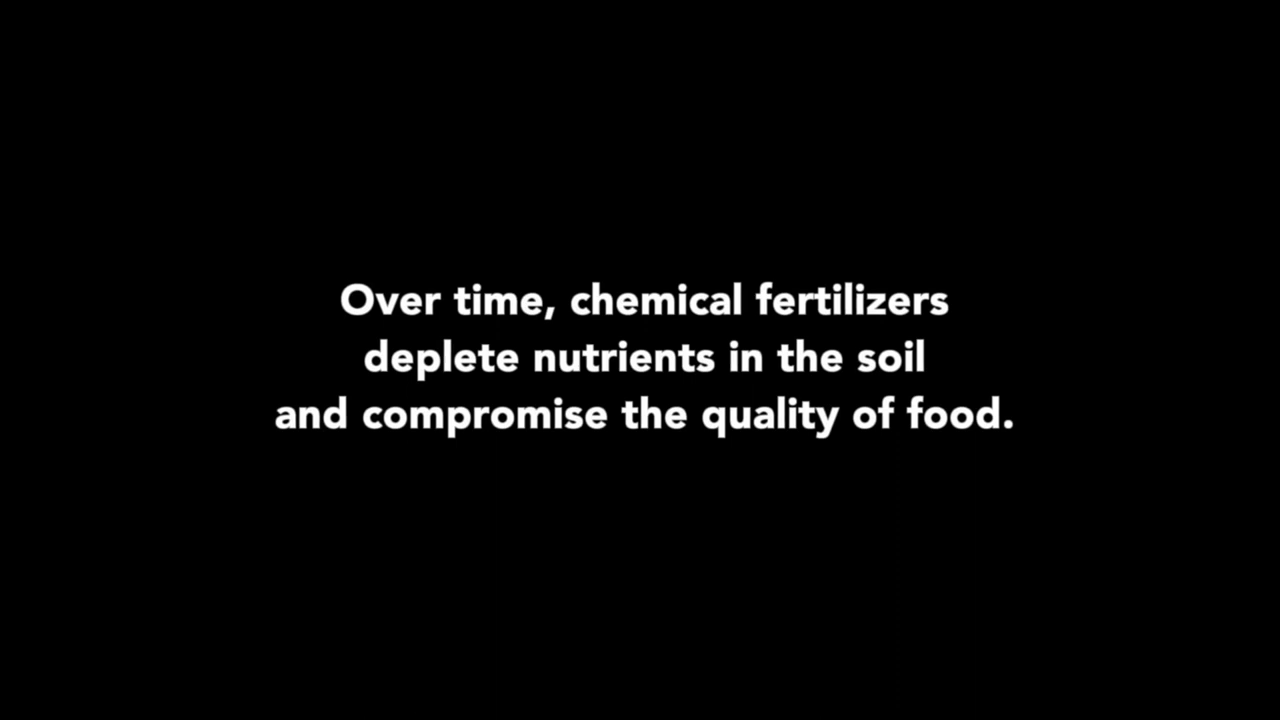 Over time, chemical fertilizers
deplete nutrients in the soil
and compromise the quality of food.